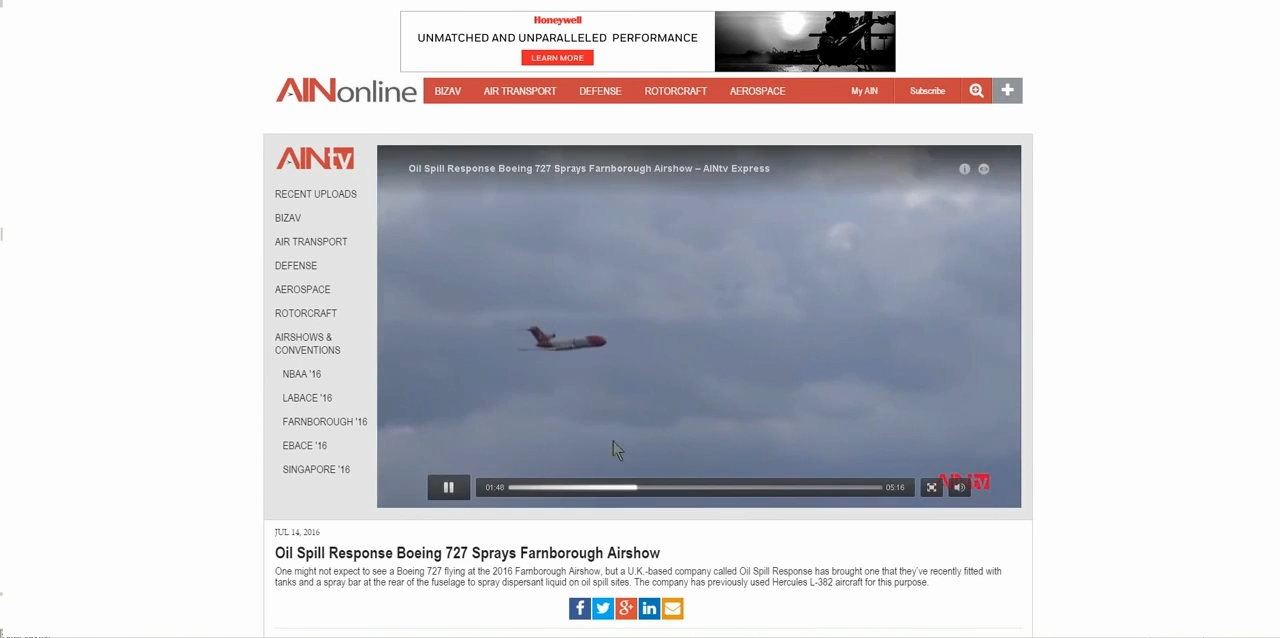 Honeywell
UNMATCHED AND UNPARALLELED PERFORMANCE
LEARN MORE
AINonline
BIZAV
AIR TRANSPORT
DEFENSE
ROTORCRAFT
AEROSPACE
My AIN
Subscribe
AINtv
RECENT UPLOADS
BIZAV
AIR TRANSPORT
DEFENSE
AEROSPACE
ROTORCRAFT
AIRSHOWS &
CONVENTIONS
NBAA '16
LABACE '16
FARNBOROUGH '16
EBACE '16
SINGAPORE '16
Oil Spill Response Boeing 727 Sprays Farnborough Airshow – AINtv Express
01:48
05:16
AINtv
JUL 14, 2016
Oil Spill Response Boeing 727 Sprays Farnborough Airshow
One might not expect to see a Boeing 727 flying at the 2016 Farnborough Airshow, but a U.K.-based company called Oil Spill Response has brought one that they've recently fitted with
tanks and a spray bar at the rear of the fuselage to spray dispersant liquid on oil spill sites. The company has previously used Hercules L-382 aircraft for this purpose.